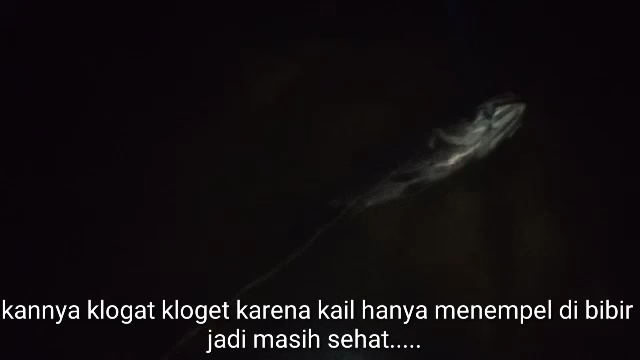 kannya klogat kloget karena kail hanya menempel di bibir
jadi masih sehat.....